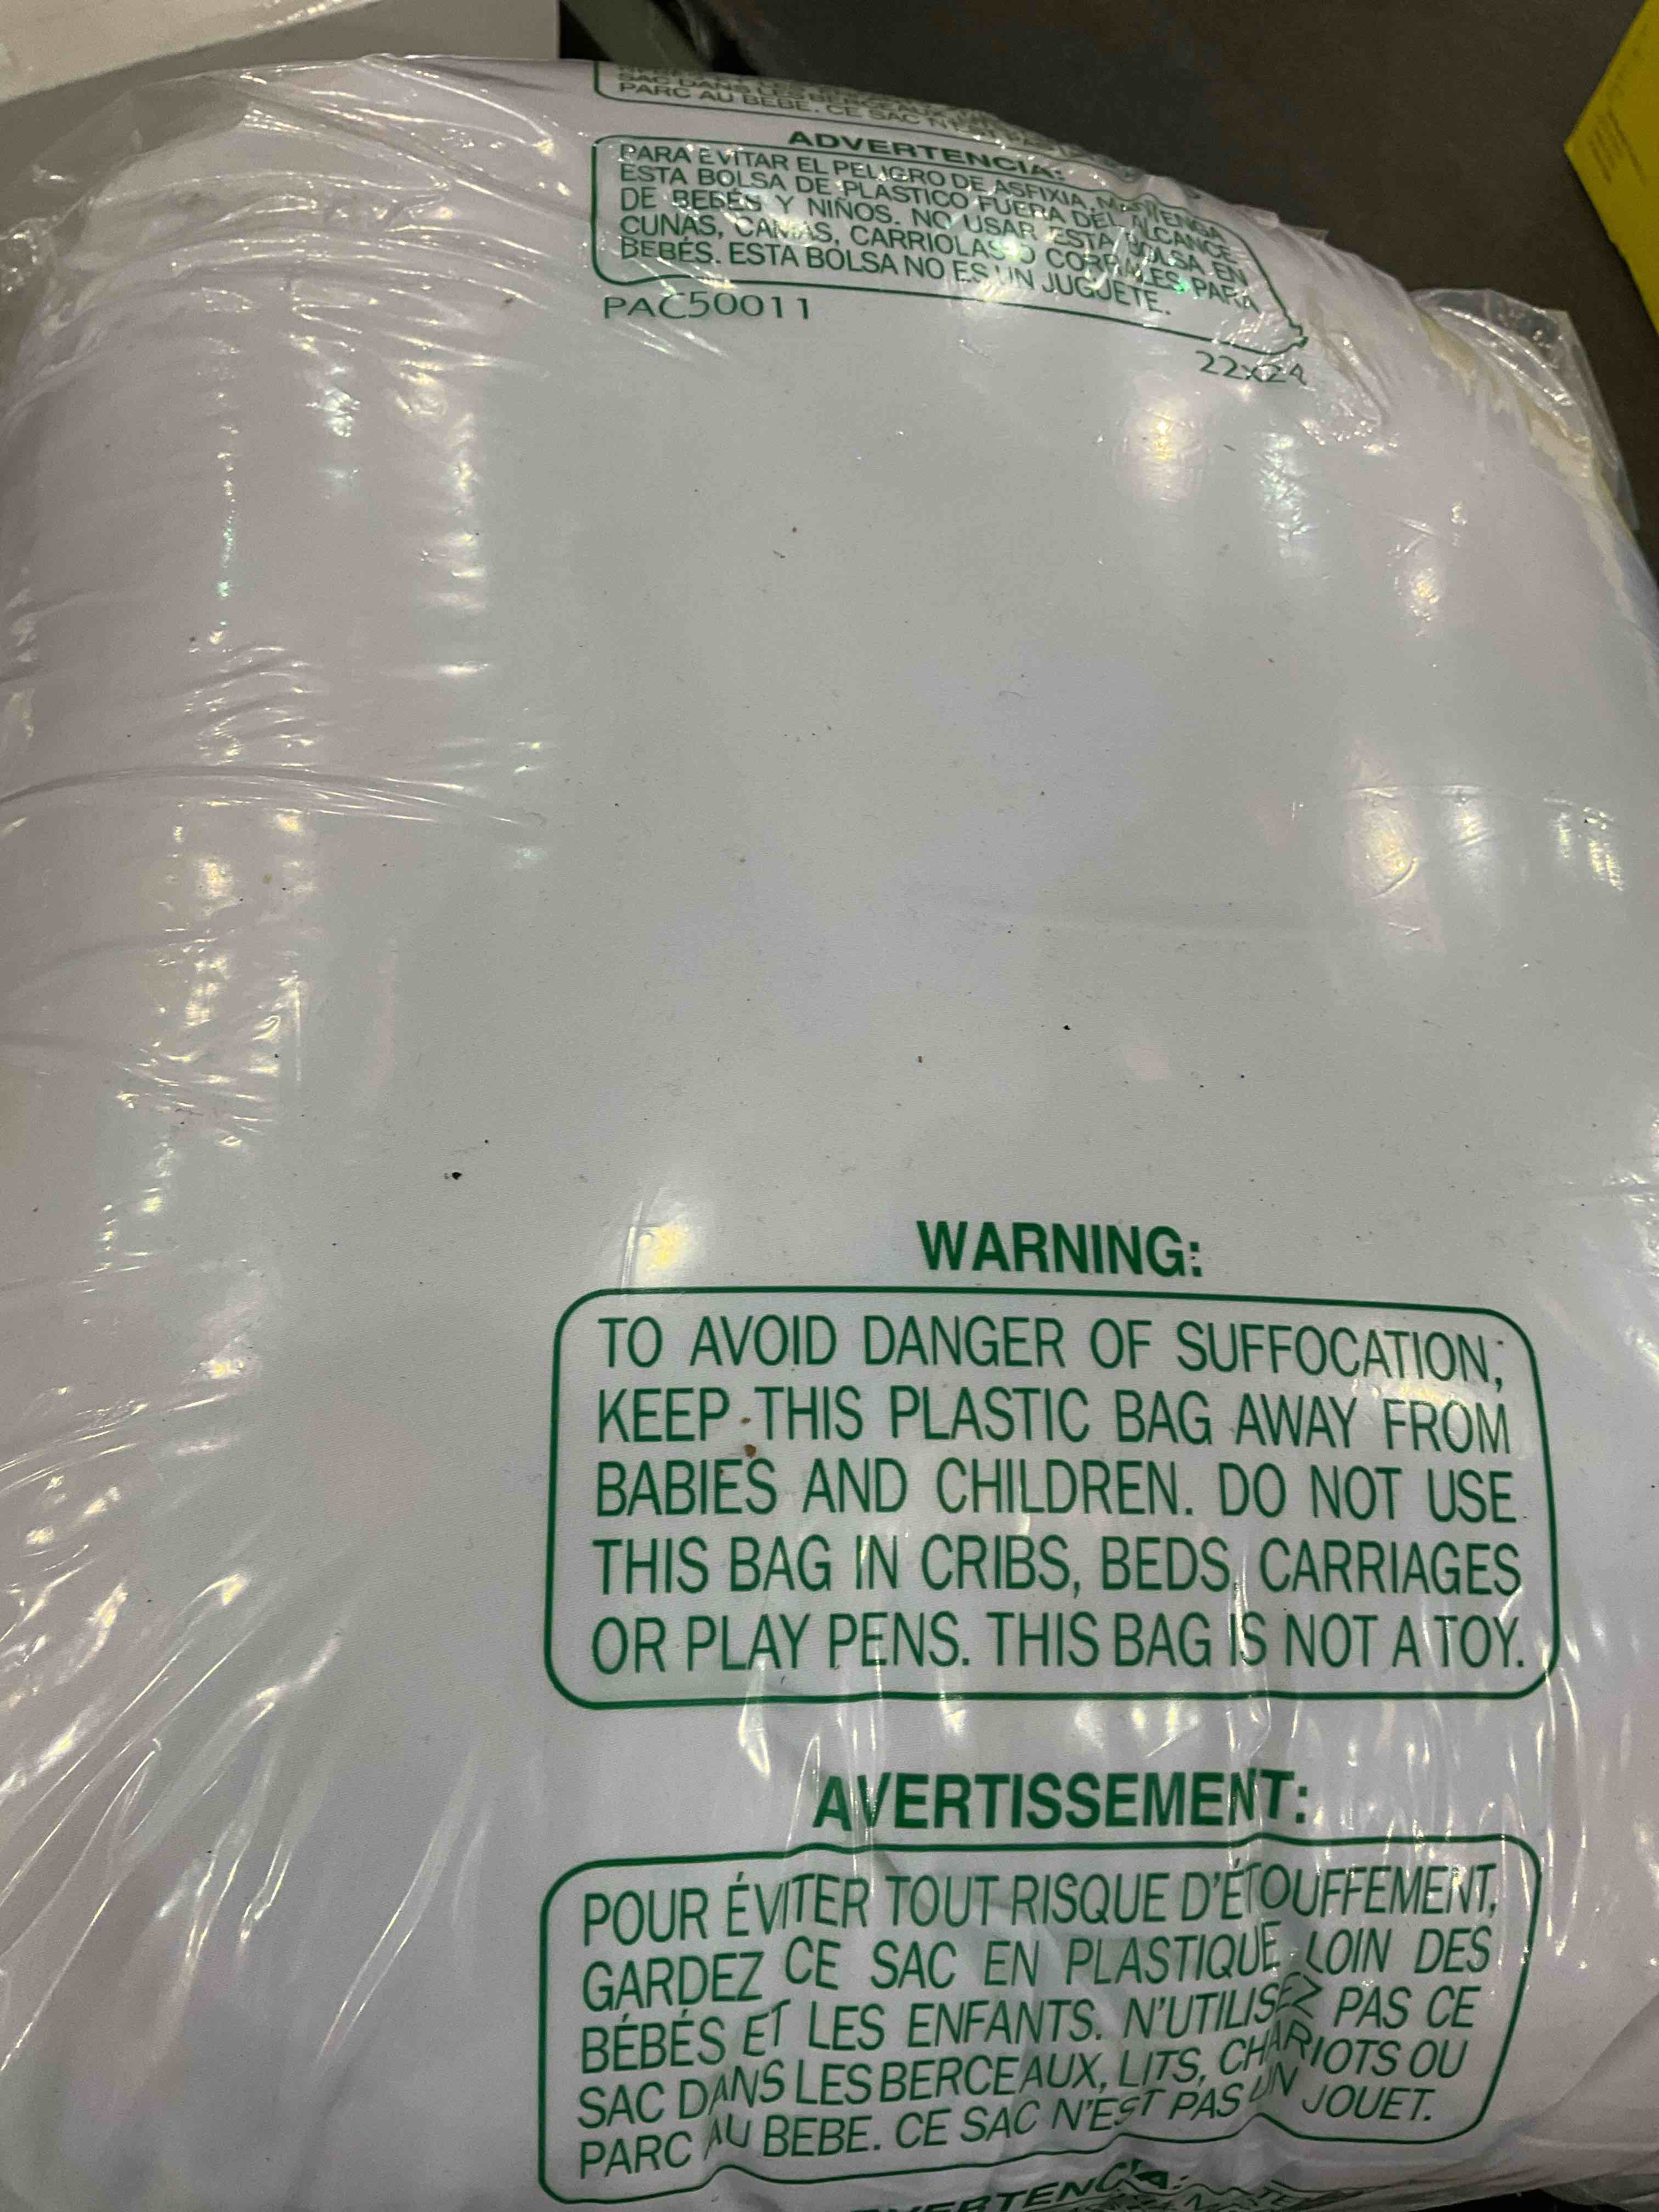 SAC DANS LES BERCEAUX
PARC AU BEBE. CE SAC N'EST PAS
ADVERTENCIA:
PARA EVITAR EL PELIGRO DE ASFIXIA, MANTENGA
ESTA BOLSA DE PLASTICO FUERA DEL ALCANCE
DE BEBÉS Y NIÑOS. NO USAR ESTA BOLSA EN
CUNAS, CAMAS, CARRIOLAS O CORRALES PARA
BEBÉS. ESTA BOLSA NO ES UN JUGUETE.
PAC50011
22x24
WARNING:
TO AVOID DANGER OF SUFFOCATION,
KEEP THIS PLASTIC BAG AWAY FROM
BABIES AND CHILDREN. DO NOT USE
THIS BAG IN CRIBS, BEDS, CARRIAGES
OR PLAY PENS. THIS BAG IS NOT A TOY.
AVERTISSEMENT:
POUR ÉVITER TOUT RISQUE D'ÉTOUFFEMENT,
GARDEZ CE SAC EN PLASTIQUE LOIN DES
BÉBÉS ET LES ENFANTS. N'UTILISEZ PAS CE
SAC DANS LES BERCEAUX, LITS, CHARIOTS OU
PARC AU BEBE. CE SAC N'EST PAS UN JOUET.